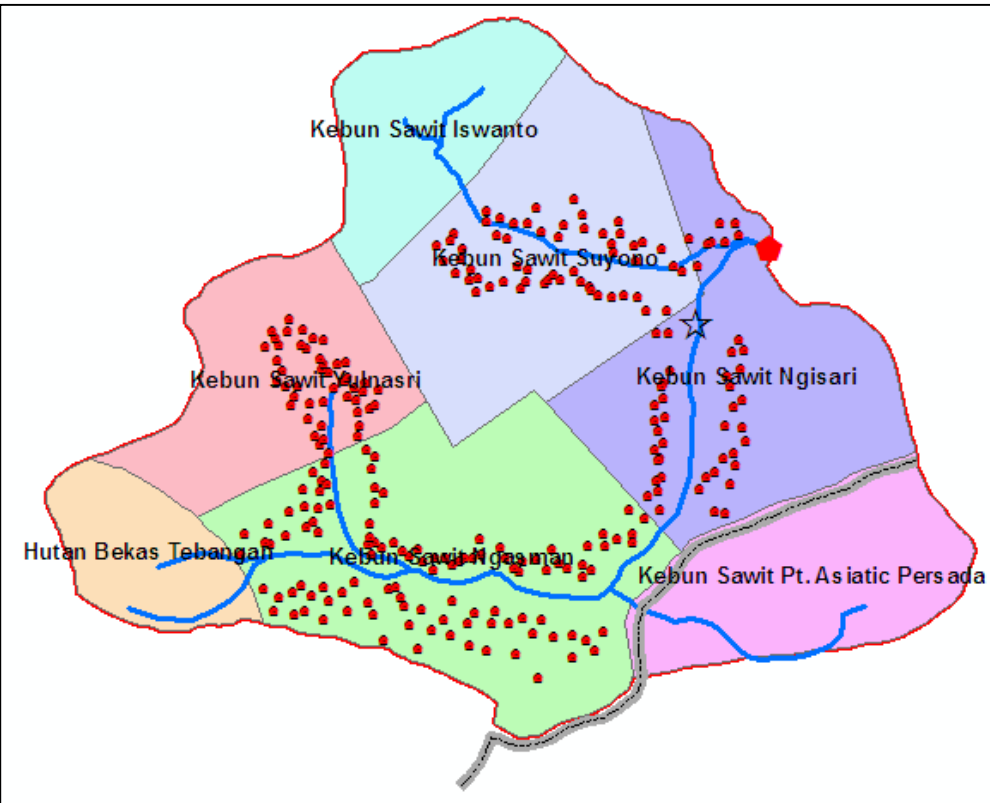 Kebun Sawit Iswanto
Kebun Sawit Suyono
Kebun Sawit Yulnasri
Kebun Sawit Ngisari
Hutan Bekas Tebangan
Kebun Sawit Ngasman
Kebun Sawit Pt. Asiatic Persada